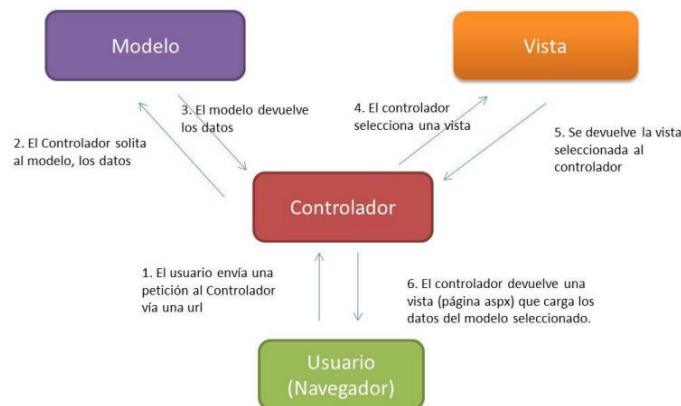 Modelo
Vista
3. El modelo devuelve
los datos
4. El controlador
selecciona una vista
2. El Controlador solita
al modelo, los datos
5. Se devuelve la vista
seleccionada al
controlador
Controlador
1. El usuario envía una
petición al Controlador
vía una url
6. El controlador devuelve una
vista (página aspx) que carga los
datos del modelo seleccionado.
Usuario
(Navegador)